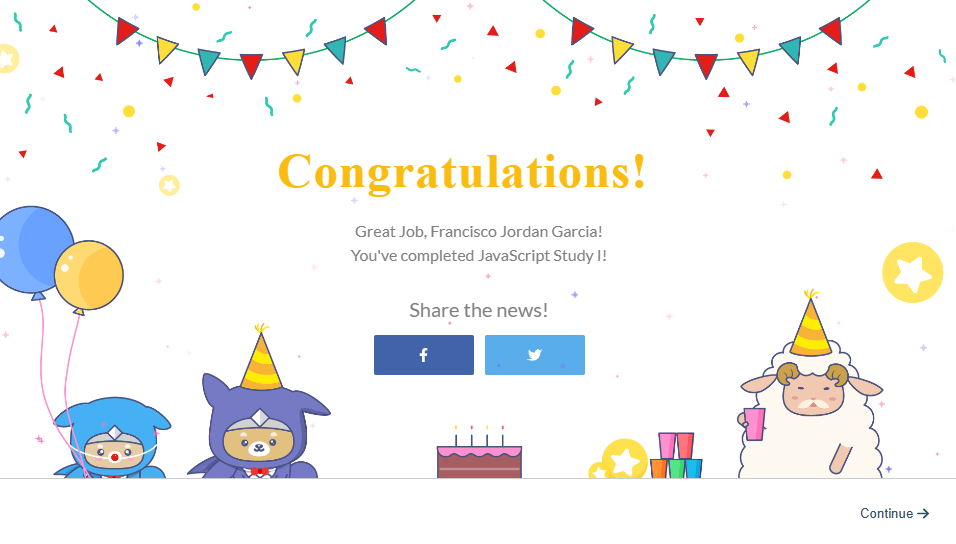 Congratulations!
Great Job, Francisco Jordan Garcia!
You've completed JavaScript Study I!
Share the news!
Continue